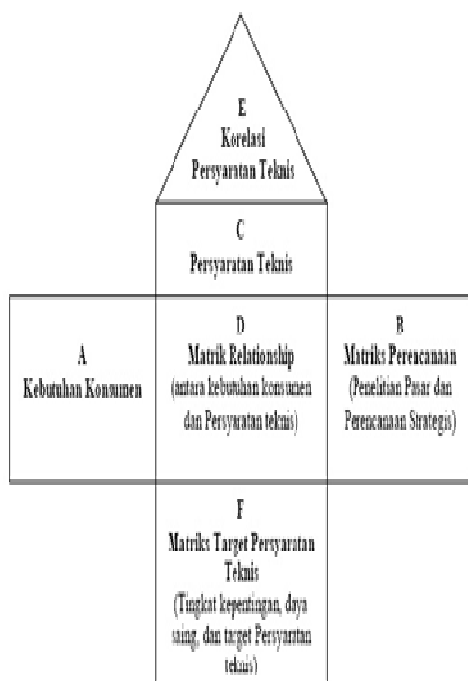 E
Korelasi
Persyaratan Teknis
C
Persyaratan Teknis
A
Kebutuhan Konsumen
D
Matrik Relationship
(antara kebutuhan konsumen
dan Persyaratan teknis)
B
Matriks Perencanaan
(Penelitian Pasar dan
Perencanaan Strategis)
F
Matriks Target Persyaratan
Teknis
(Tingkat kepentingan, daya
saing, dan target Persyaratan
teknis)